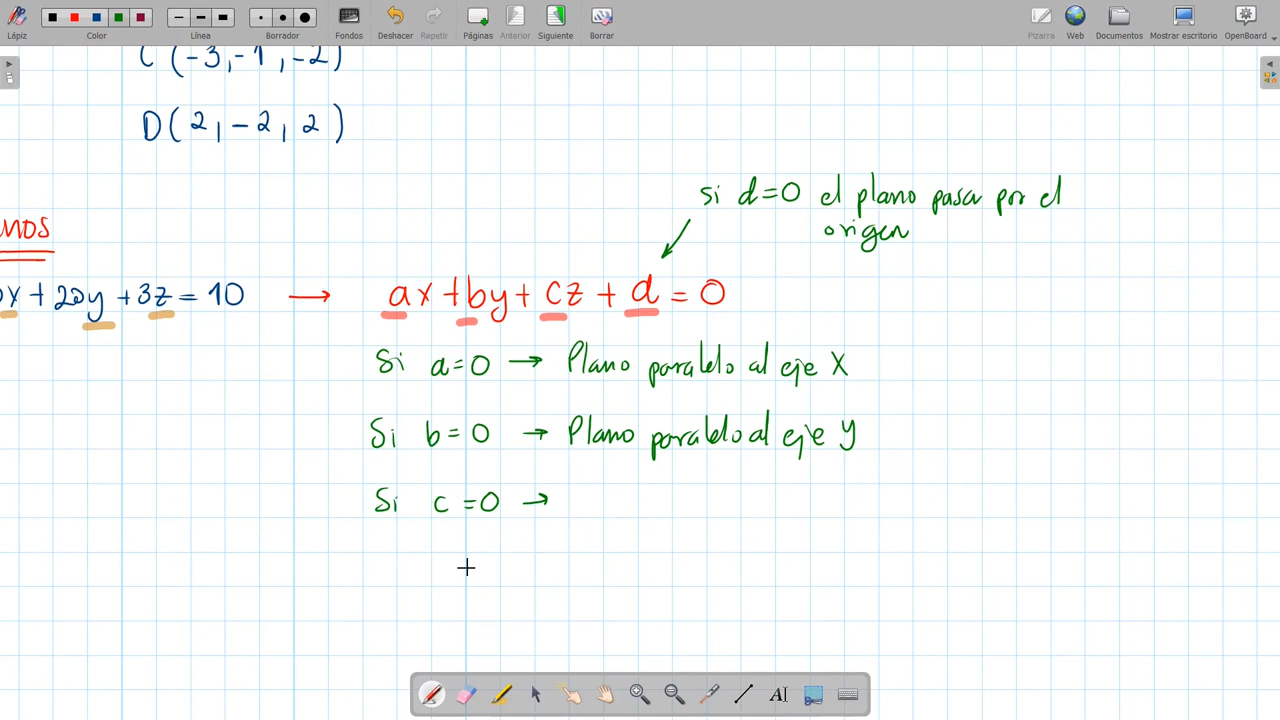 Lápiz
Color
Línea
Borrador
Fondos
Deshacer
Repetir
Páginas
Anterior
Siguiente
Borrar
Pizarra
Web
Documentos
Mostrar escritorio
OpenBoard
C (-3, -1, -2)
D (2, -2, 2)
si d=0 el plano pasa por el
origen
x + 20y + 3z = 10 → ax + by + cz + d = 0
Si a=0 → Plano paralelo al eje X
Si b=0 → Plano paralelo al eje y
Si c=0 →
AI